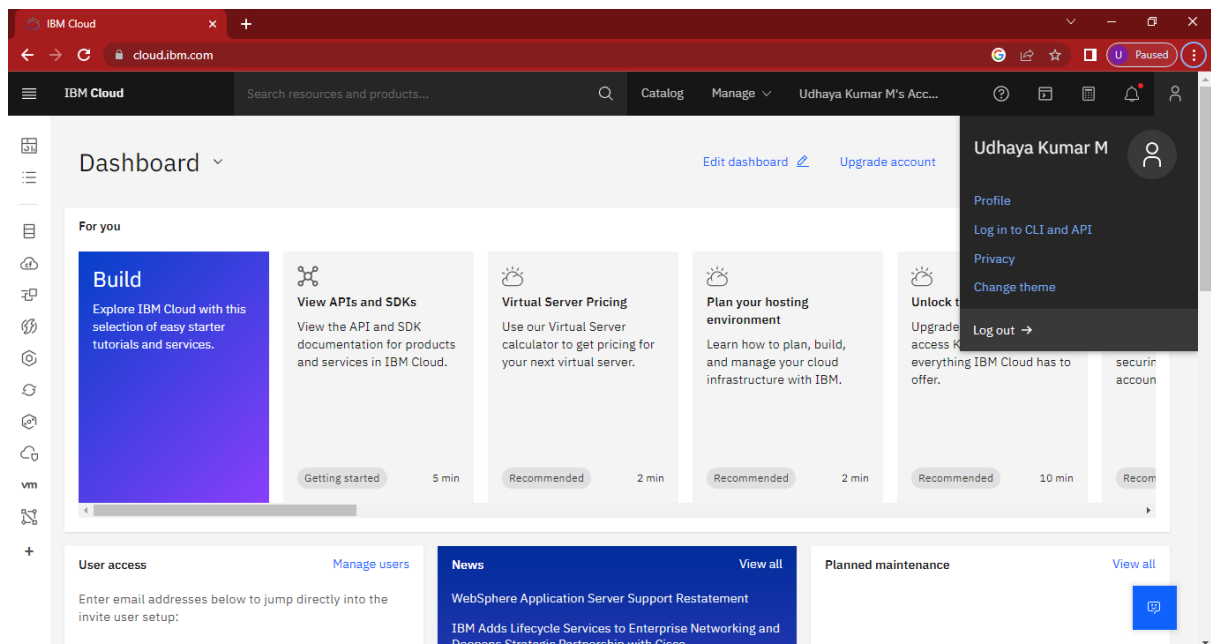 IBM Cloud
cloud.ibm.com
U Paused
IBM Cloud
Search resources and products...
Catalog
Manage
Udhaya Kumar M's Acc...
Dashboard
Edit dashboard
Upgrade account
Udhaya Kumar M
Profile
Log in to CLI and API
Privacy
Change theme
Log out →
For you
Build
Explore IBM Cloud with this
selection of easy starter
tutorials and services.
View APIs and SDKs
View the API and SDK
documentation for products
and services in IBM Cloud.
Getting started
5 min
Virtual Server Pricing
Use our Virtual Server
calculator to get pricing for
your next virtual server.
Recommended
2 min
Plan your hosting
environment
Learn how to plan, build,
and manage your cloud
infrastructure with IBM.
Recommended
2 min
Unlock
Upgrade
access
everything IBM Cloud has to
offer.
Recommended
10 min
securin
accoun
Recom
cf
vm
User access
Manage users
Enter email addresses below to jump directly into the
invite user setup:
News
View all
WebSphere Application Server Support Restatement
IBM Adds Lifecycle Services to Enterprise Networking and
Deepens Strategic Partnership with Cisco
Planned maintenance
View all